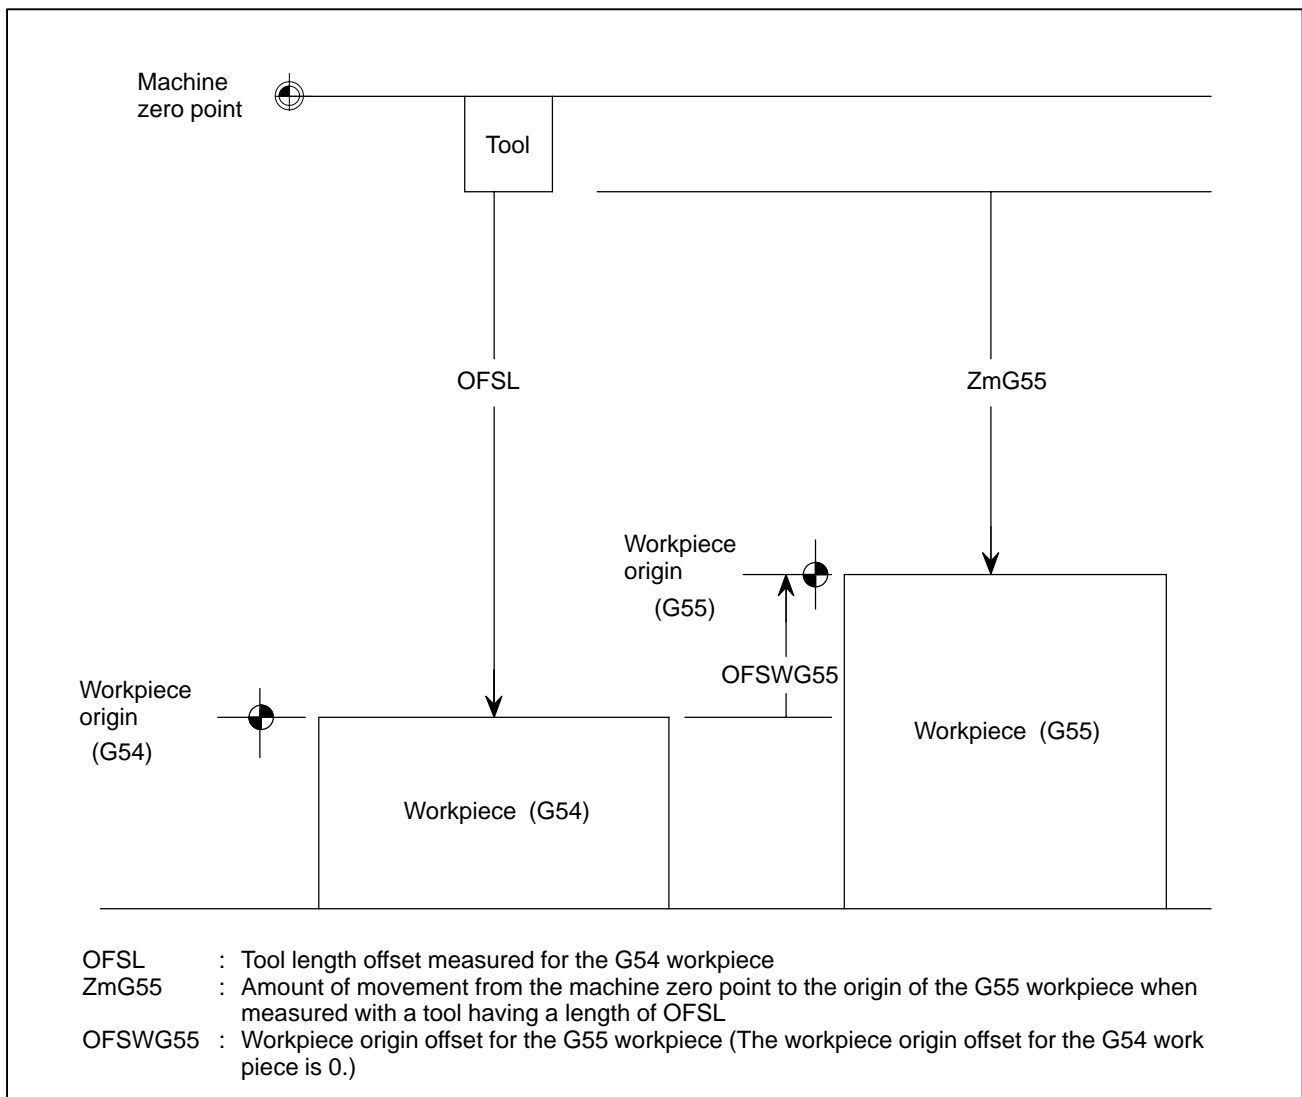 Machine
zero point
Tool
OFSL
ZmG55
Workpiece
origin
(G55)
OFSWG55
Workpiece
origin
(G54)
Workpiece (G55)
Workpiece (G54)
OFSL : Tool length offset measured for the G54 workpiece
ZmG55 : Amount of movement from the machine zero point to the origin of the G55 workpiece when
measured with a tool having a length of OFSL
OFSWG55 : Workpiece origin offset for the G55 workpiece (The workpiece origin offset for the G54 work
piece is 0.)